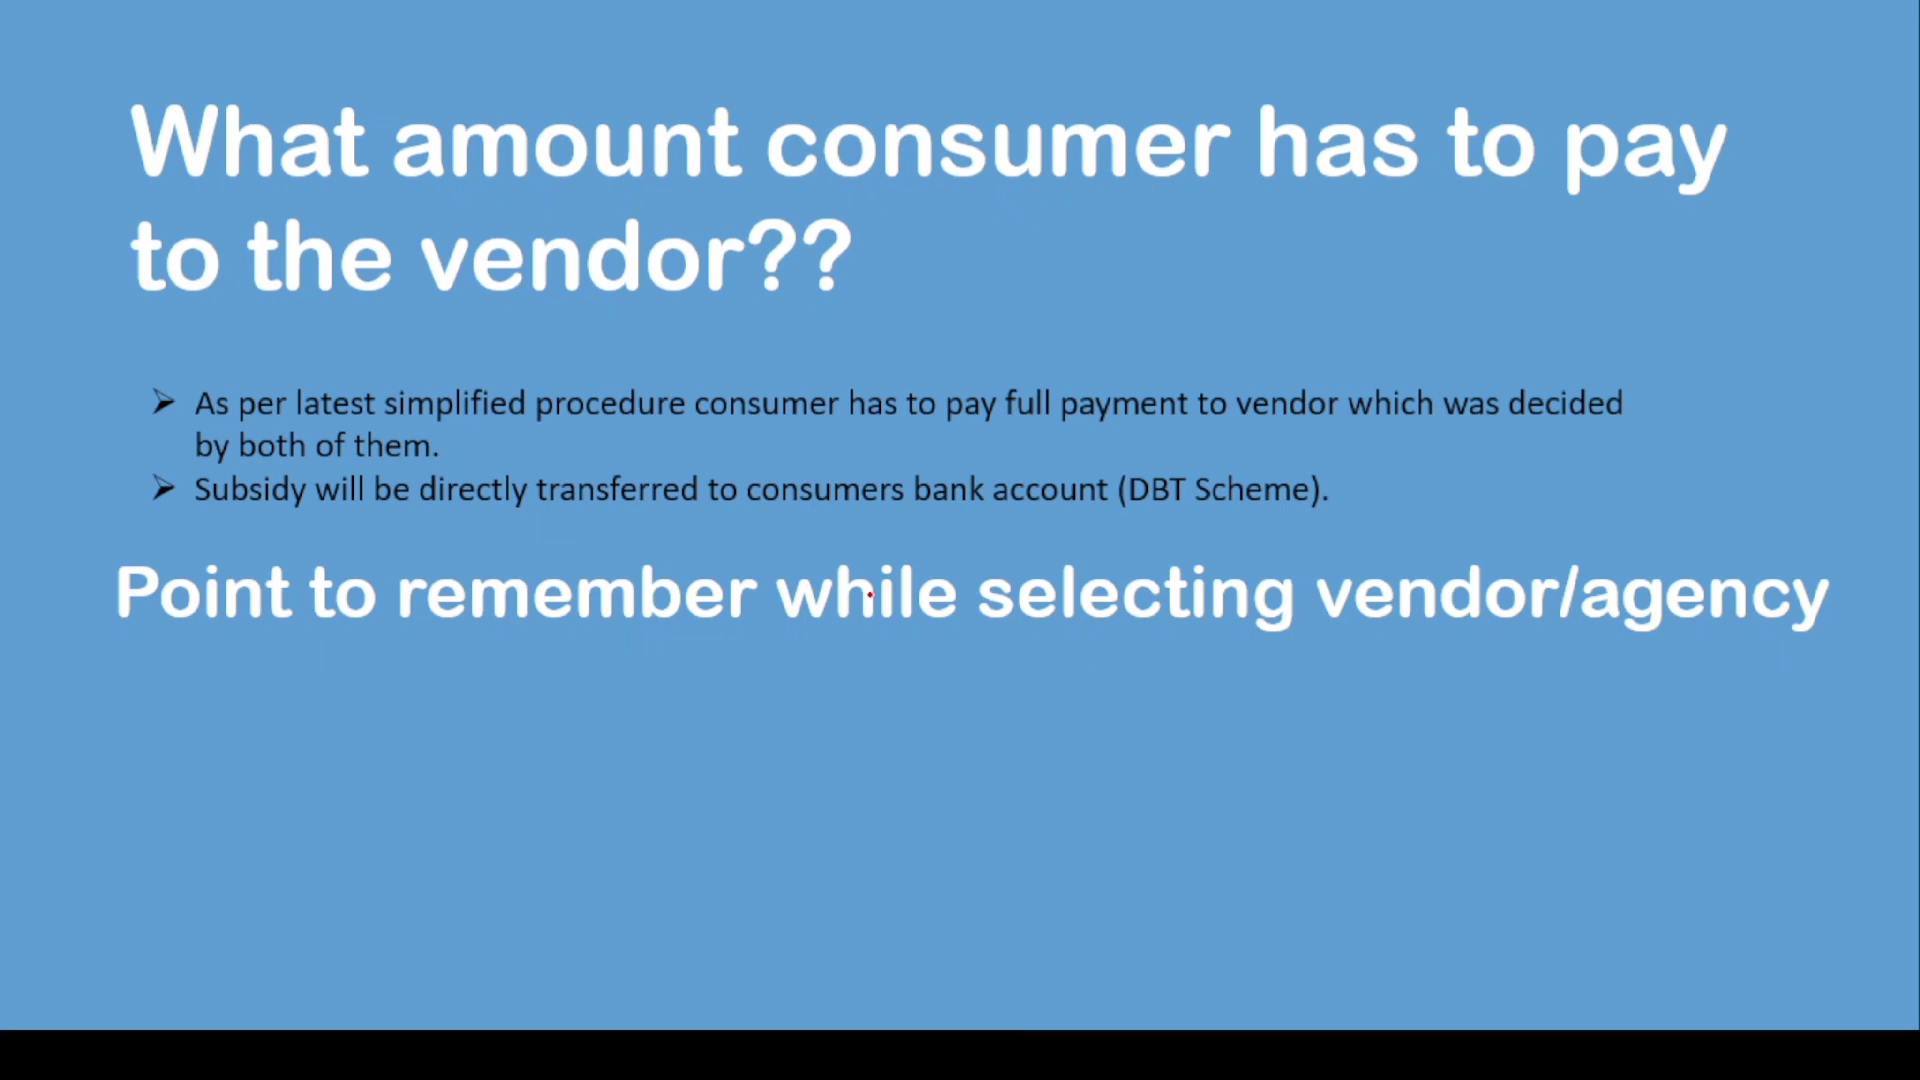 What amount consumer has to pay
to the vendor??
➢ As per latest simplified procedure consumer has to pay full payment to vendor which was decided
by both of them.
➢ Subsidy will be directly transferred to consumers bank account (DBT Scheme).
Point to remember while selecting vendor/agency